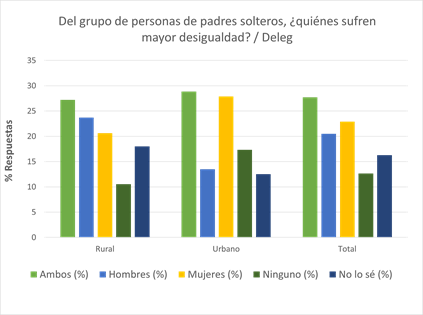 Del grupo de personas de padres solteros, ¿quiénes sufren
mayor desigualdad? / Deleg
% Respuestas
35
30
25
20
15
10
5
0
Rural Urbano Total
Ambos (%) Hombres (%) Mujeres (%) Ninguno (%) No lo sé (%)